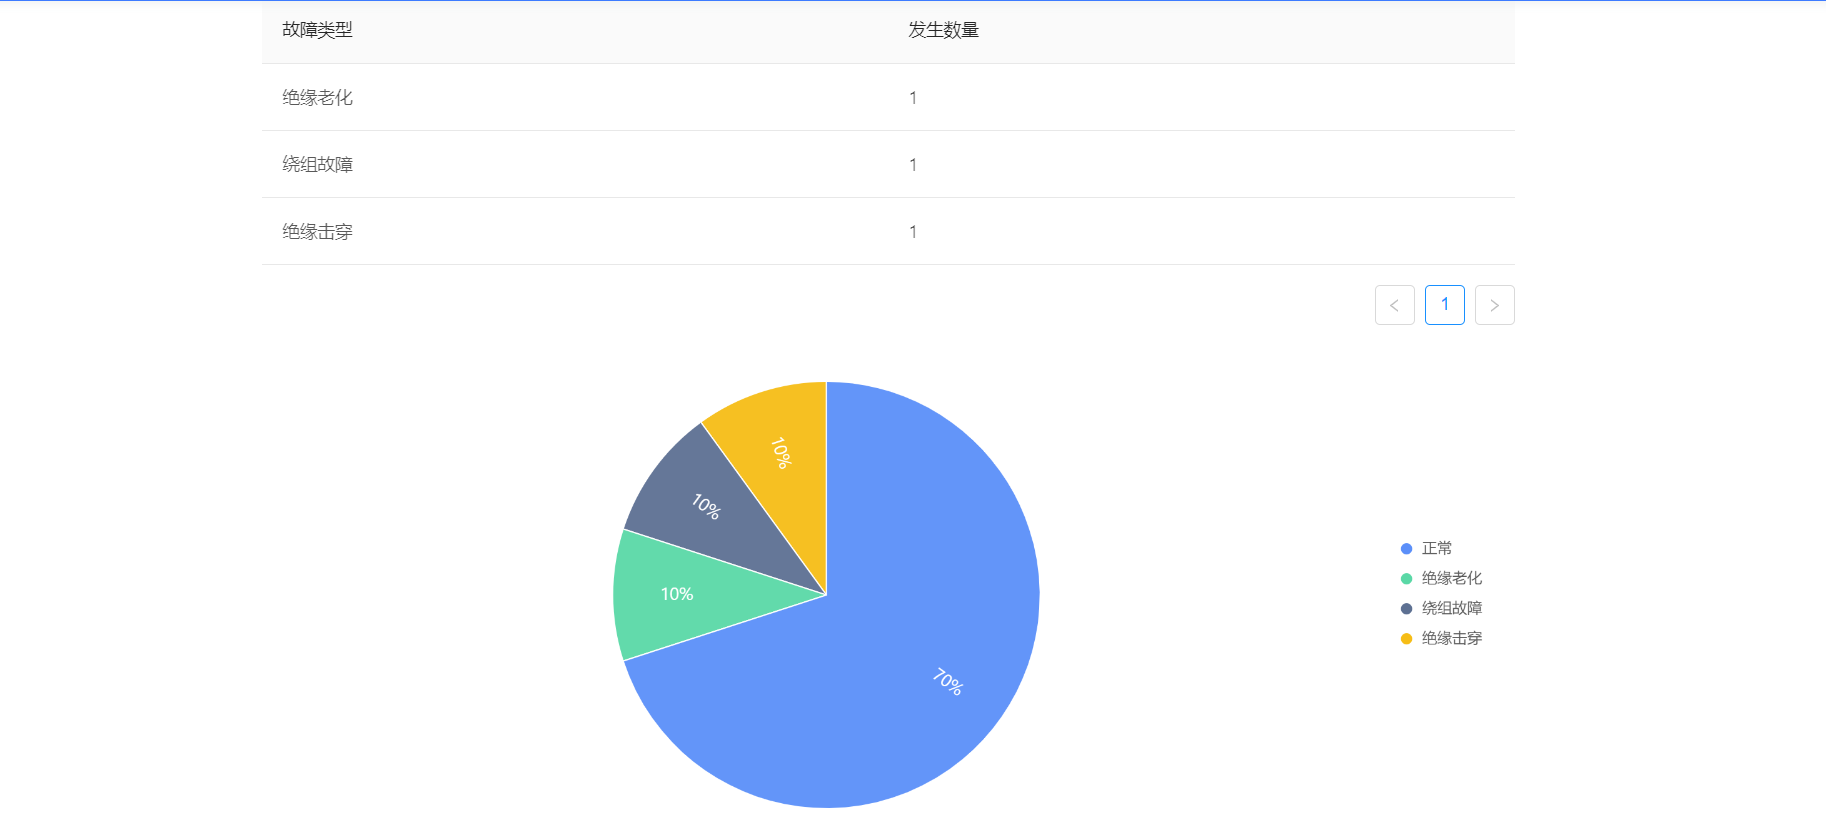 故障类型 发生数量
绝缘老化 1
绕组故障 1
绝缘击穿 1
< 1 >
10%
10%
10%
70%
正常
绝缘老化
绕组故障
绝缘击穿